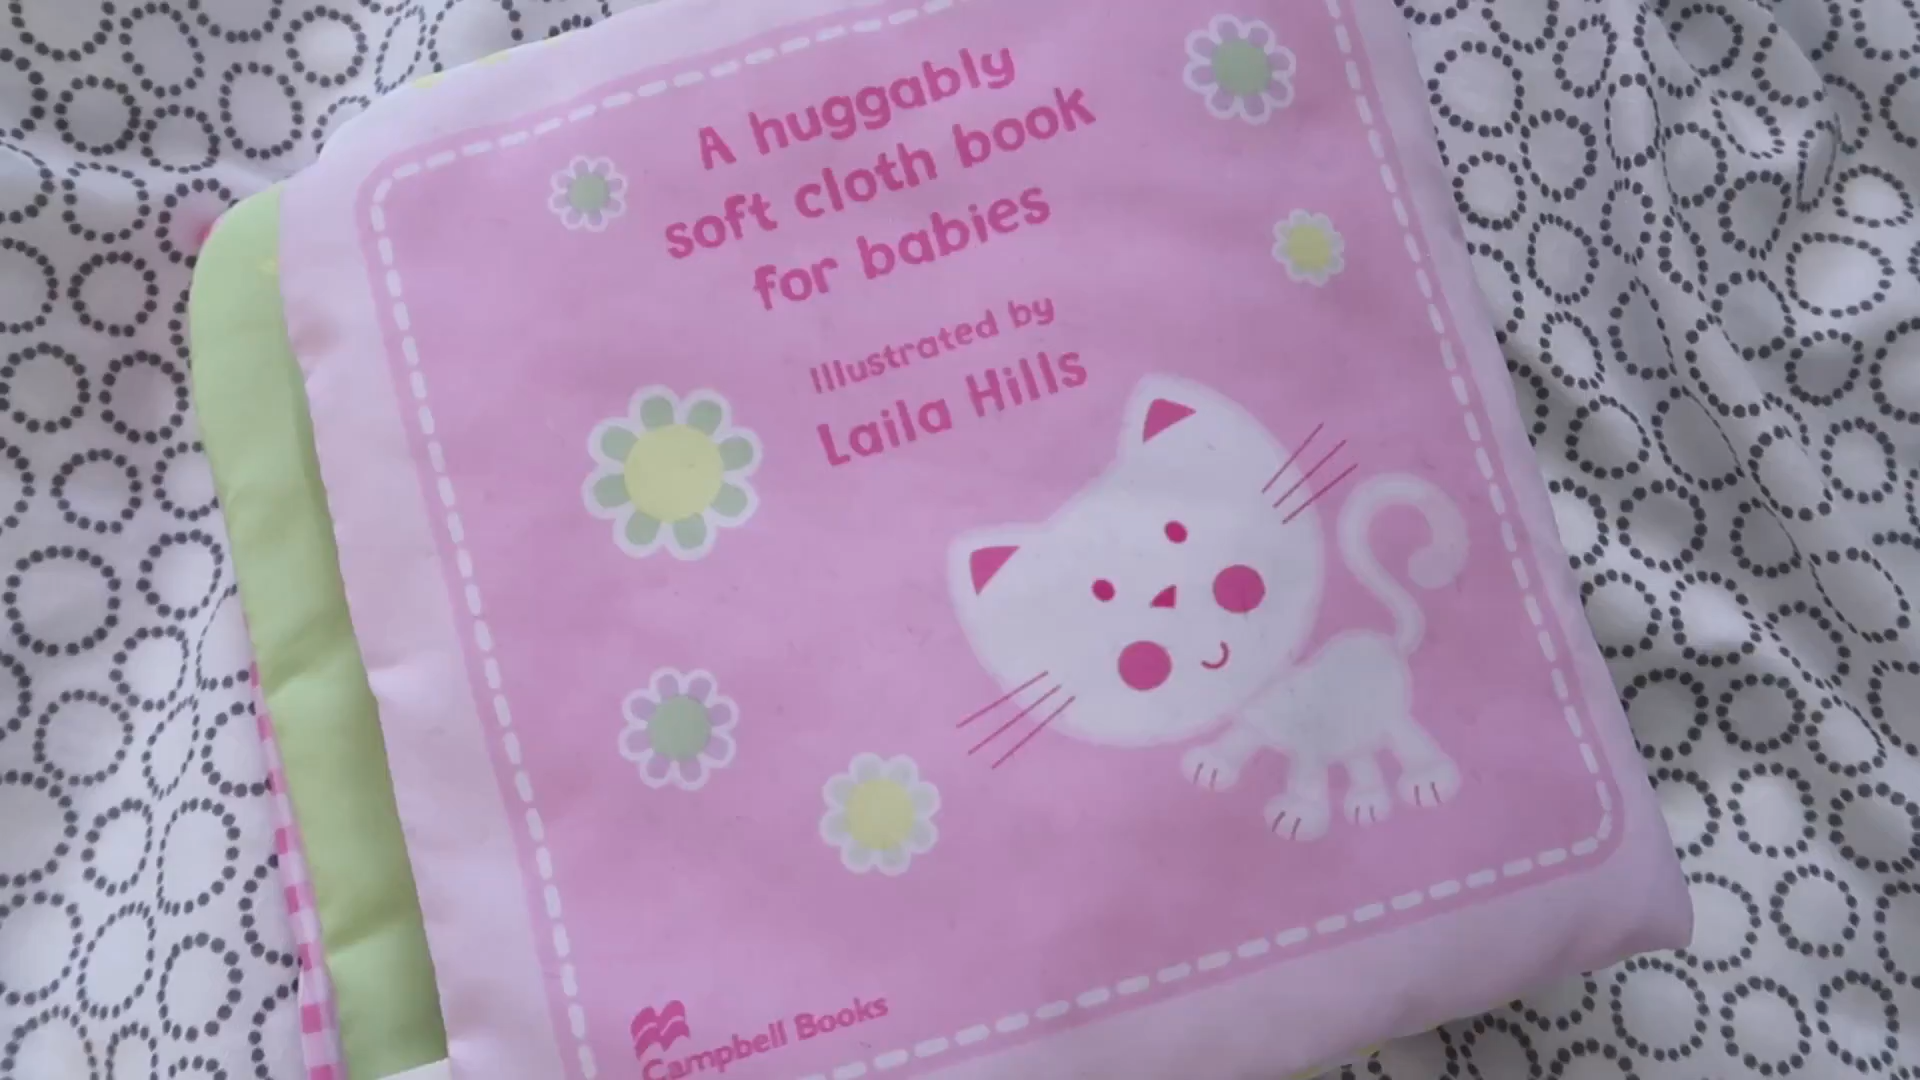 A huggably
soft cloth book
for babies
Illustrated by
Laila Hills
Campbell Books